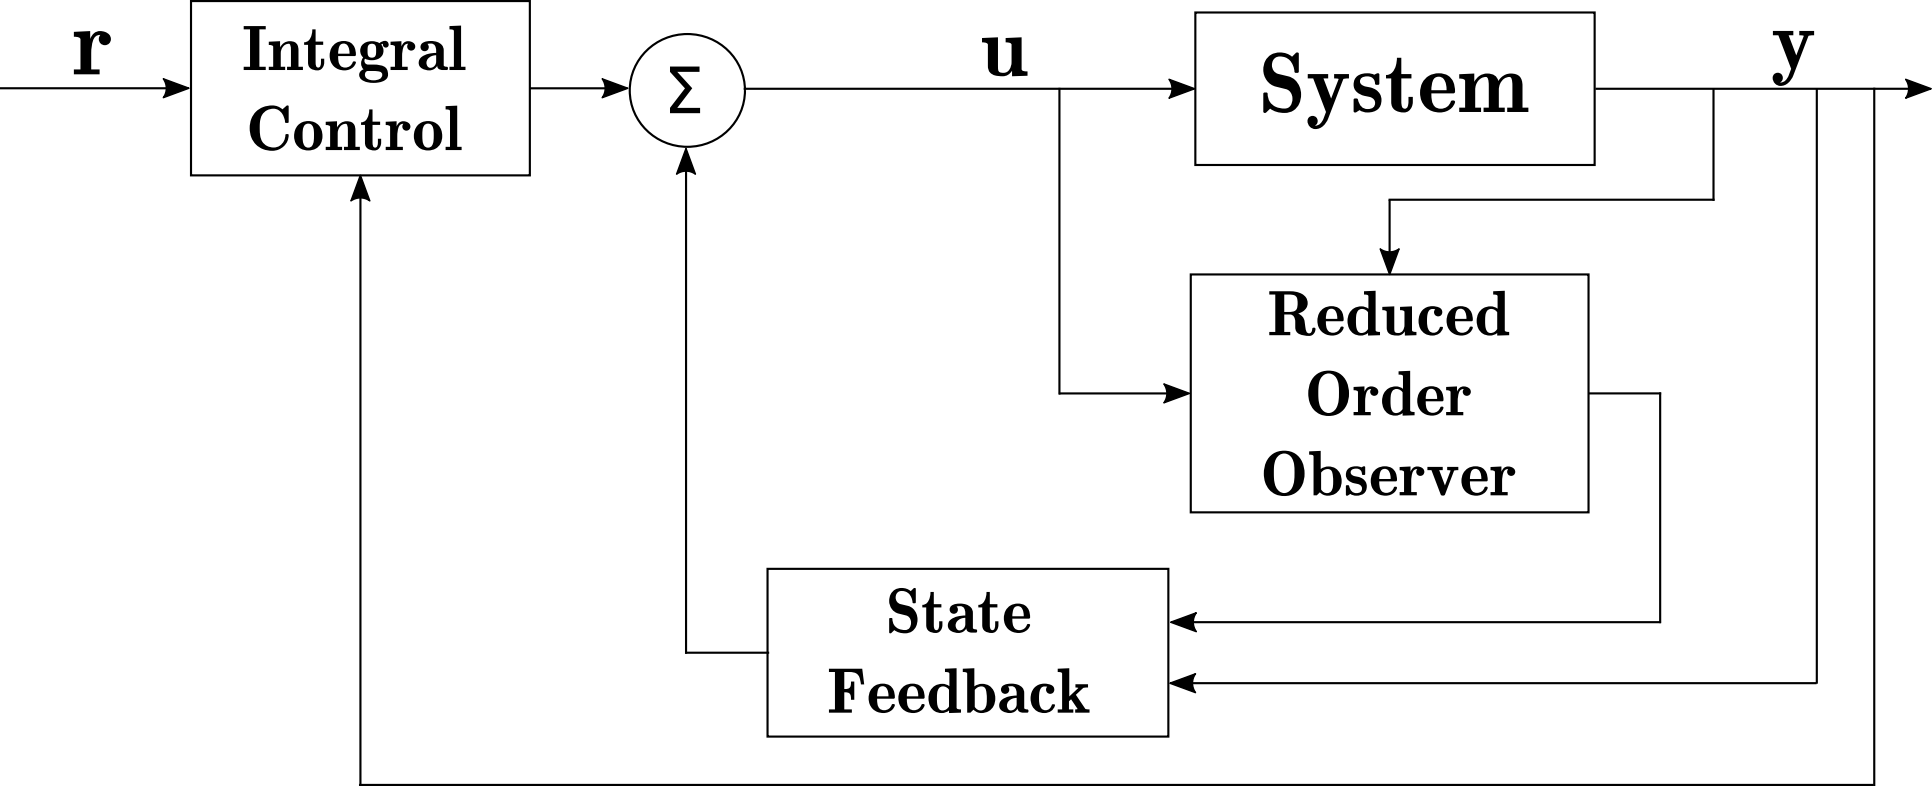 r
Integral
Control
Σ
u
System
y
Reduced
Order
Observer
State
Feedback